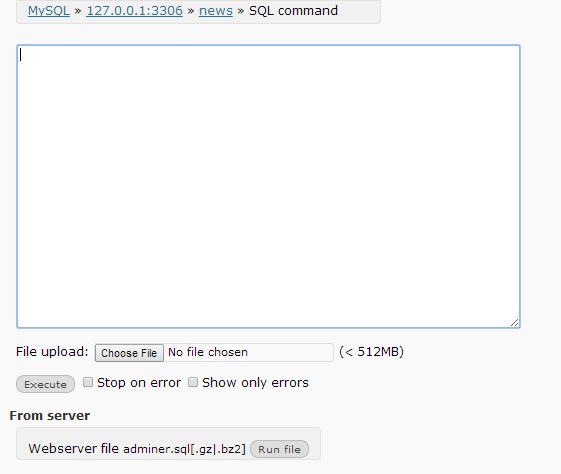 MySQL » 127.0.0.1:3306 » news » SQL command
File upload: Choose File No file chosen (< 512MB)
Execute Stop on error Show only errors
From server
Webserver file adminer.sql[.gz|.bz2] Run file